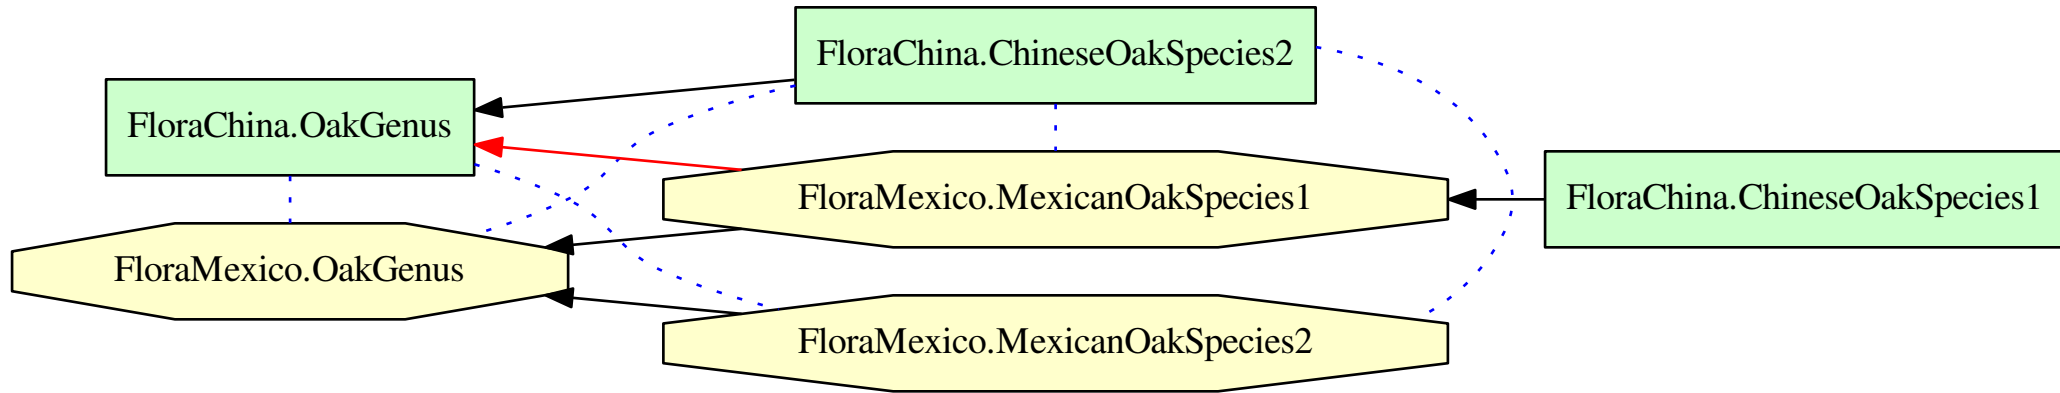 FloraChina.ChineseOakSpecies2
FloraChina.OakGenus
FloraMexico.MexicanOakSpecies1
FloraChina.ChineseOakSpecies1
FloraMexico.OakGenus
FloraMexico.MexicanOakSpecies2